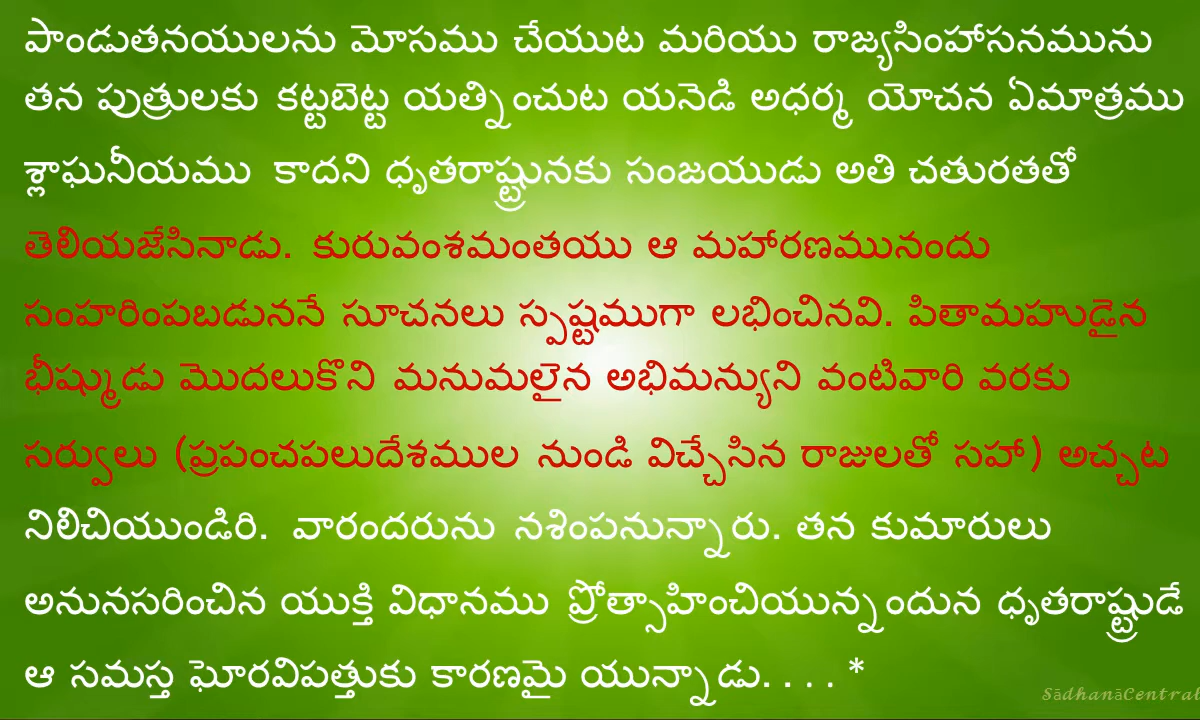 పాండుతనయులను మోసము చేయుట మరియు రాజ్యసింహాసనమును
తన పుత్రులకు కట్టబెట్ట యత్నించుట యనెడి అధర్మ యోచన ఏమాత్రము
శ్లాఘనీయము కాదని ధృతరాష్ట్రునకు సంజయుడు అతి చతురతతో
తెలియజేసినాడు. కురువంశమంతయు ఆ మహారణమునందు
సంహరింపబడుననే సూచనలు స్పష్టముగా లభించినవి. పితామహుడైన
భీష్ముడు మొదలుకొని మనుమలైన అభిమన్యుని వంటివారి వరకు
సర్వులు (ప్రపంచపలుదేశముల నుండి విచ్చేసిన రాజులతో సహా) అచ్చట
నిలిచియుండిరి. వారందరును నశింపనున్నారు. తన కుమారులు
అనునసరించిన యుక్తి విధానము ప్రోత్సాహించియున్నందున ధృతరాష్ట్రుడే
ఆ సమస్త ఘోరవిపత్తుకు కారణమై యున్నాడు. . . . *
SādhanāCentral